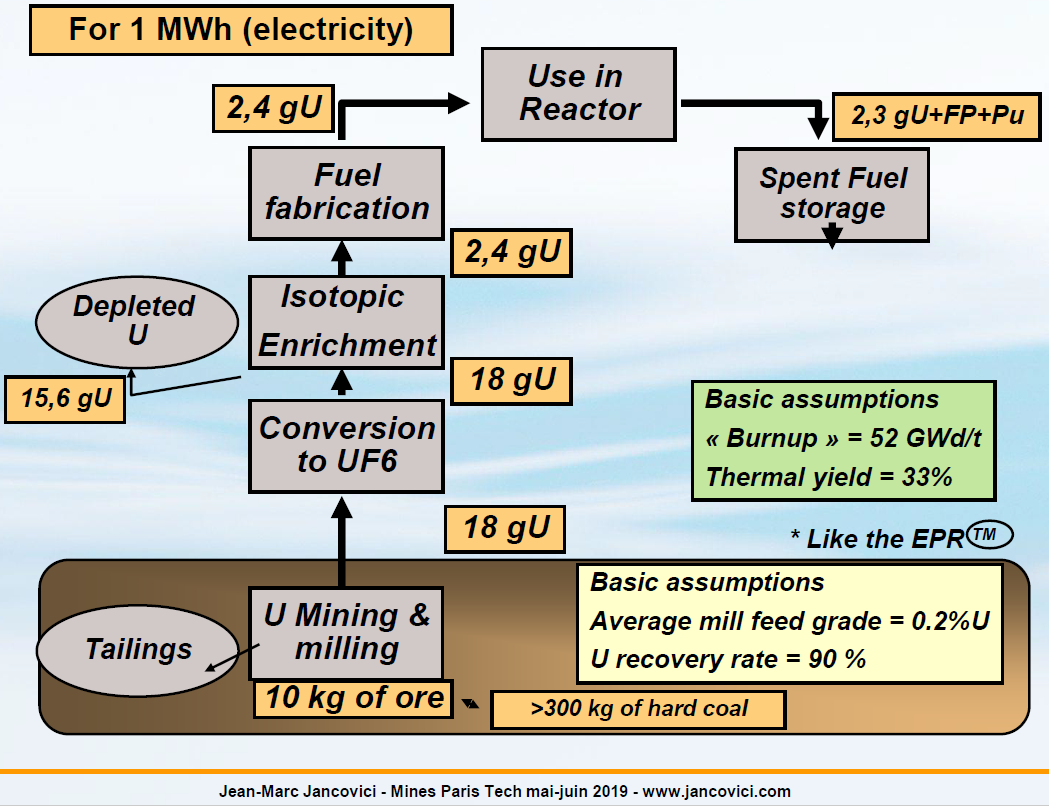 For 1 MWh (electricity)
Use in
Reactor
2,4 gU
2,3 gU+FP+Pu
Fuel
fabrication
Spent Fuel
storage
2,4 gU
Depleted
U
Isotopic
Enrichment
15,6 gU
18 gU
Conversion
to UF6
Basic assumptions
« Burnup » = 52 GWd/t
Thermal yield = 33%
18 gU
* Like the EPR TM
Basic assumptions
Average mill feed grade = 0.2%U
U recovery rate = 90 %
U Mining &
milling
Tailings
10 kg of ore
>300 kg of hard coal
Jean-Marc Jancovici - Mines Paris Tech mai-juin 2019 - www.jancovici.com